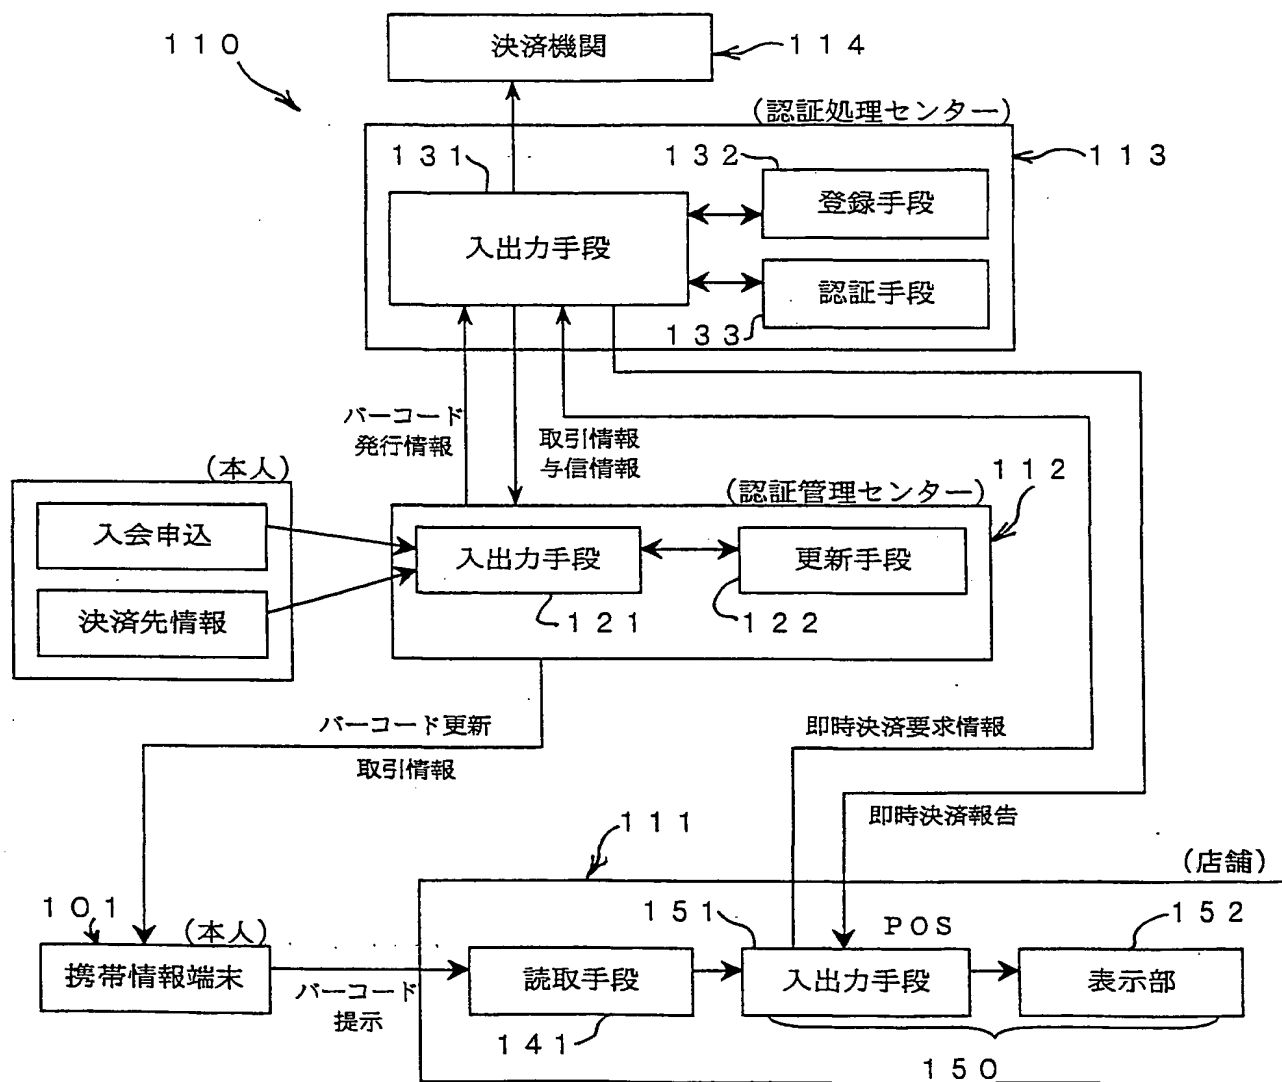 110
決済機関
114
(認証処理センター)
131
132
113
登録手段
入出力手段
認証手段
133
バーコード
発行情報
取引情報
与信情報
(本人)
(認証管理センター)
112
入会申込
入出力手段
更新手段
決済先情報
121
122
バーコード更新
取引情報
即時決済要求情報
即時決済報告
111
(店舗)
101
(本人)
151
POS
152
携帯情報端末
読取手段
入出力手段
表示部
バーコード
提示
141
150